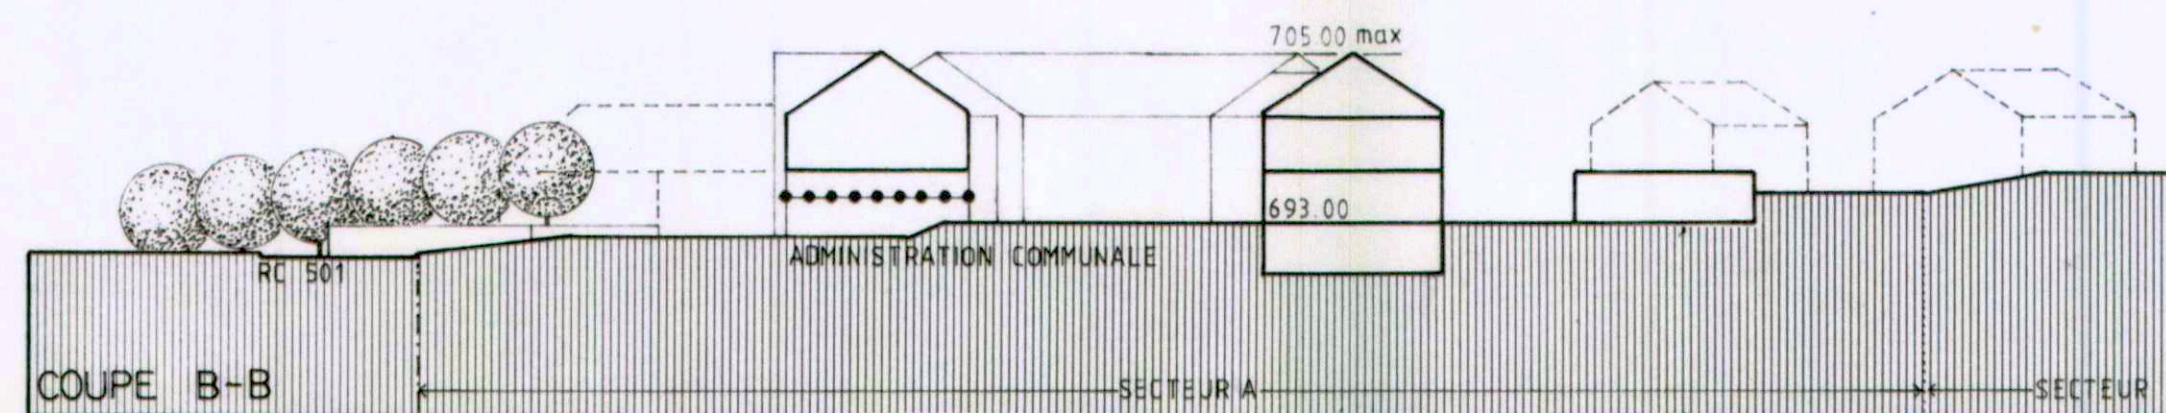 705.00 max
693.00
ADMINISTRATION COMMUNALE
RC 501
COUPE B-B
SECTEUR A
SECTEUR